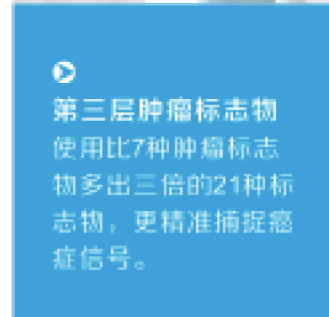 第三层肿瘤标志物
使用比7种肿瘤标志
物多出三倍的21种标
志物，更精准捕捉癌
症信号。